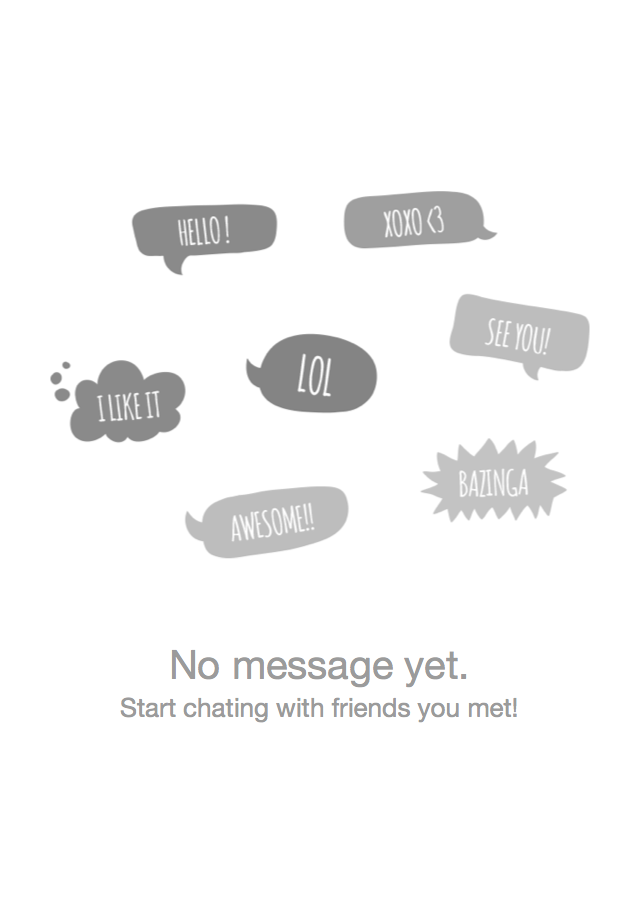 HELLO !
XOXO <3
SEE YOU!
LOL
I LIKE IT
BAZINGA
AWESOME!!
No message yet.
Start chating with friends you met!